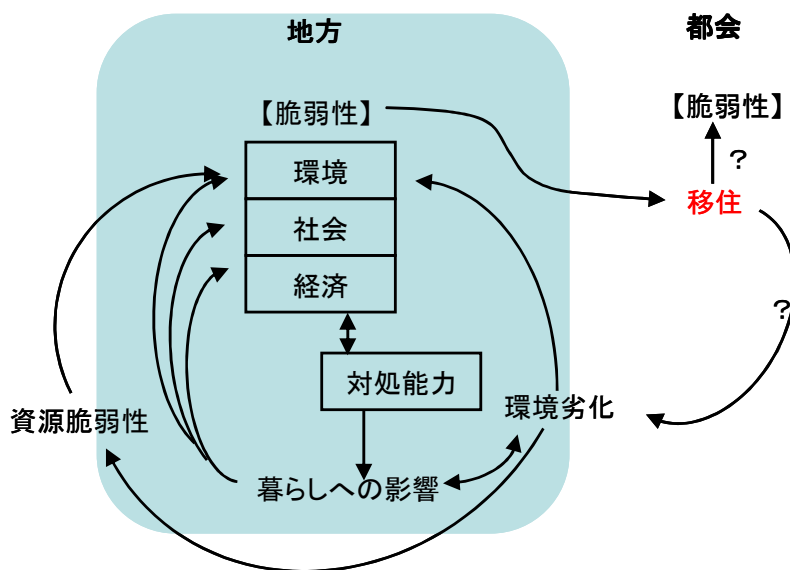 地方
都会
【脆弱性】
【脆弱性】
環境
?
移住
社会
経済
?
対処能力
環境劣化
資源脆弱性
暮らしへの影響